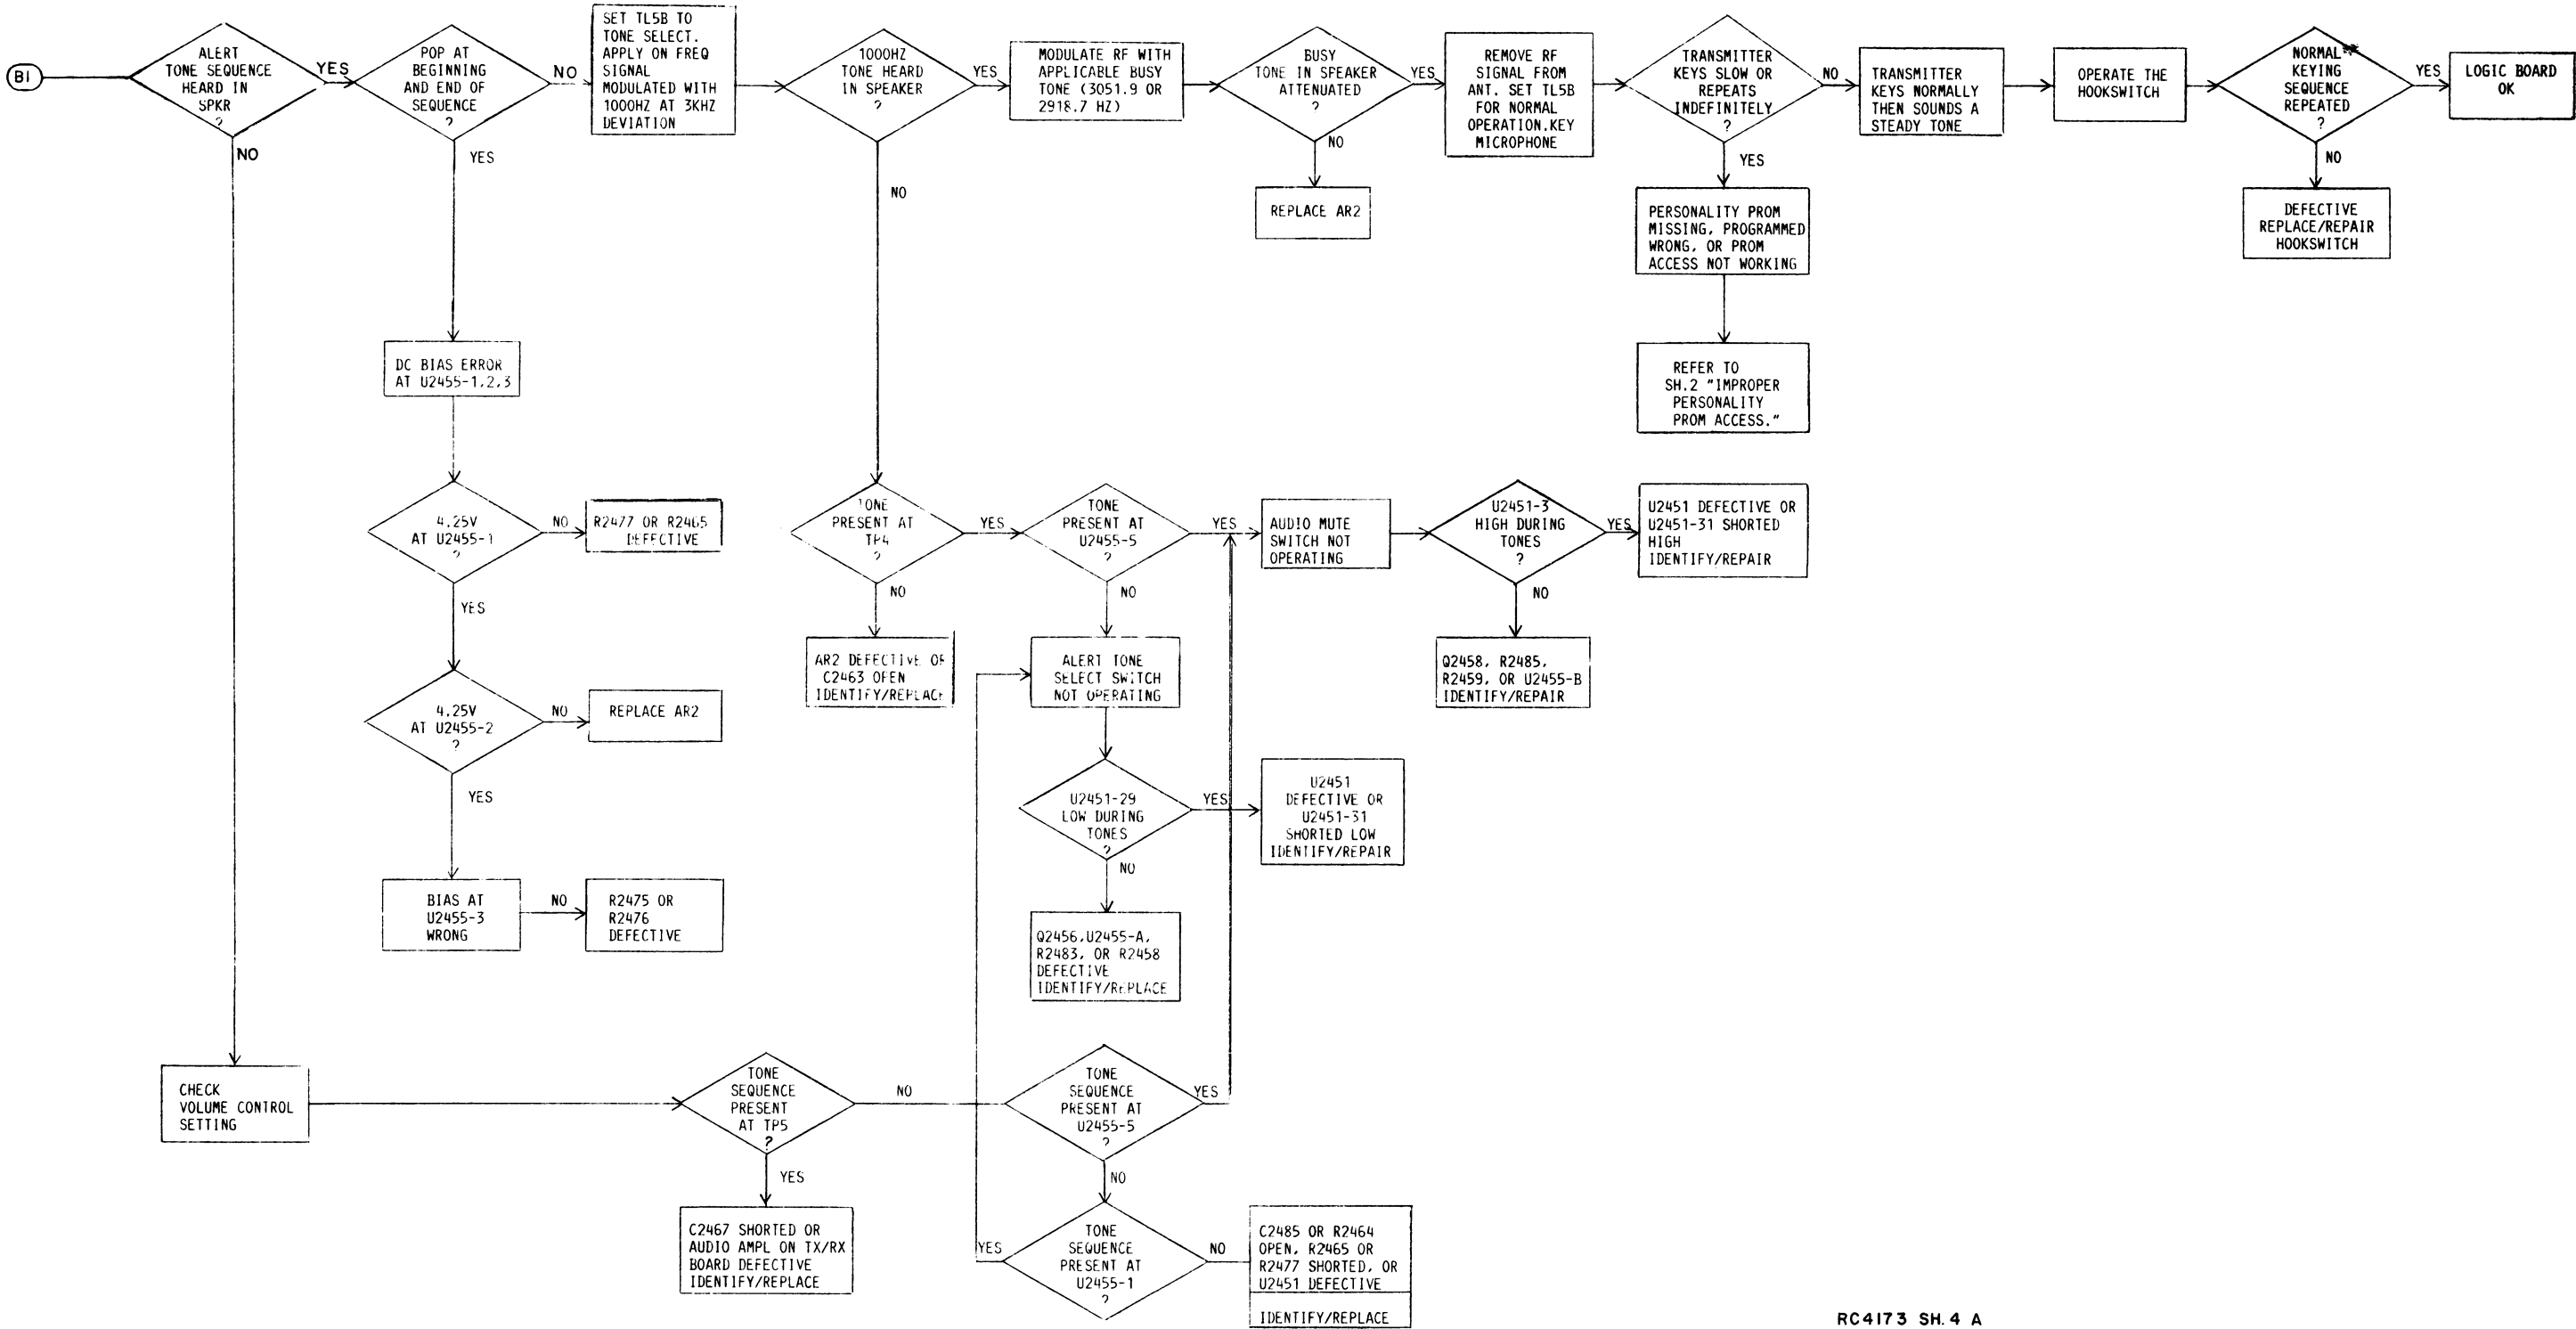 B1
ALERT
TONE SEQUENCE
HEARD IN
SPKR
?
YES
NO
POP AT
BEGINNING
AND END OF
SEQUENCE
?
NO
YES
SET TL5B TO
TONE SELECT.
APPLY ON FREQ
SIGNAL
MODULATED WITH
1000HZ AT 3KHZ
DEVIATION
1000HZ
TONE HEARD
IN SPEAKER
?
YES
NO
MODULATE RF WITH
APPLICABLE BUSY
TONE (3051.9 OR
2918.7 HZ)
BUSY
TONE IN SPEAKER
ATTENUATED
?
YES
NO
REPLACE AR2
REMOVE RF
SIGNAL FROM
ANT. SET TL5B
FOR NORMAL
OPERATION.KEY
MICROPHONE
TRANSMITTER
KEYS SLOW OR
REPEATS
INDEFINITELY
?
NO
YES
PERSONALITY PROM
MISSING, PROGRAMMED
WRONG, OR PROM
ACCESS NOT WORKING
REFER TO
SH.2 "IMPROPER
PERSONALITY
PROM ACCESS."
TRANSMITTER
KEYS NORMALLY
THEN SOUNDS A
STEADY TONE
OPERATE THE
HOOKSWITCH
NORMAL
KEYING
SEQUENCE
REPEATED
?
YES
NO
LOGIC BOARD
OK
DEFECTIVE
REPLACE/REPAIR
HOOKSWITCH
DC BIAS ERROR
AT U2455-1,2,3
4.25V
AT U2455-1
?
NO
YES
R2477 OR R2465
DEFECTIVE
4.25V
AT U2455-2
?
NO
YES
REPLACE AR2
BIAS AT
U2455-3
WRONG
NO
R2475 OR
R2476
DEFECTIVE
TONE
PRESENT AT
TP4
?
YES
NO
AR2 DEFECTIVE OR
C2463 OPEN
IDENTIFY/REPLACE
TONE
PRESENT AT
U2455-5
?
YES
NO
AUDIO MUTE
SWITCH NOT
OPERATING
U2451-3
HIGH DURING
TONES
?
YES
NO
U2451 DEFECTIVE OR
U2451-31 SHORTED
HIGH
IDENTIFY/REPAIR
Q2458, R2485,
R2459, OR U2455-B
IDENTIFY/REPAIR
ALERT TONE
SELECT SWITCH
NOT OPERATING
U2451-29
LOW DURING
TONES
?
YES
NO
U2451
DEFECTIVE OR
U2451-31
SHORTED LOW
IDENTIFY/REPAIR
Q2456,U2455-A,
R2483, OR R2458
DEFECTIVE
IDENTIFY/REPLACE
CHECK
VOLUME CONTROL
SETTING
TONE
SEQUENCE
PRESENT
AT TP5
?
NO
YES
C2467 SHORTED OR
AUDIO AMPL ON TX/RX
BOARD DEFECTIVE
IDENTIFY/REPLACE
TONE
SEQUENCE
PRESENT AT
U2455-5
?
YES
NO
TONE
SEQUENCE
PRESENT AT
U2455-1
?
YES
NO
C2485 OR R2464
OPEN, R2465 OR
R2477 SHORTED, OR
U2451 DEFECTIVE
IDENTIFY/REPLACE
RC4173 SH. 4 A